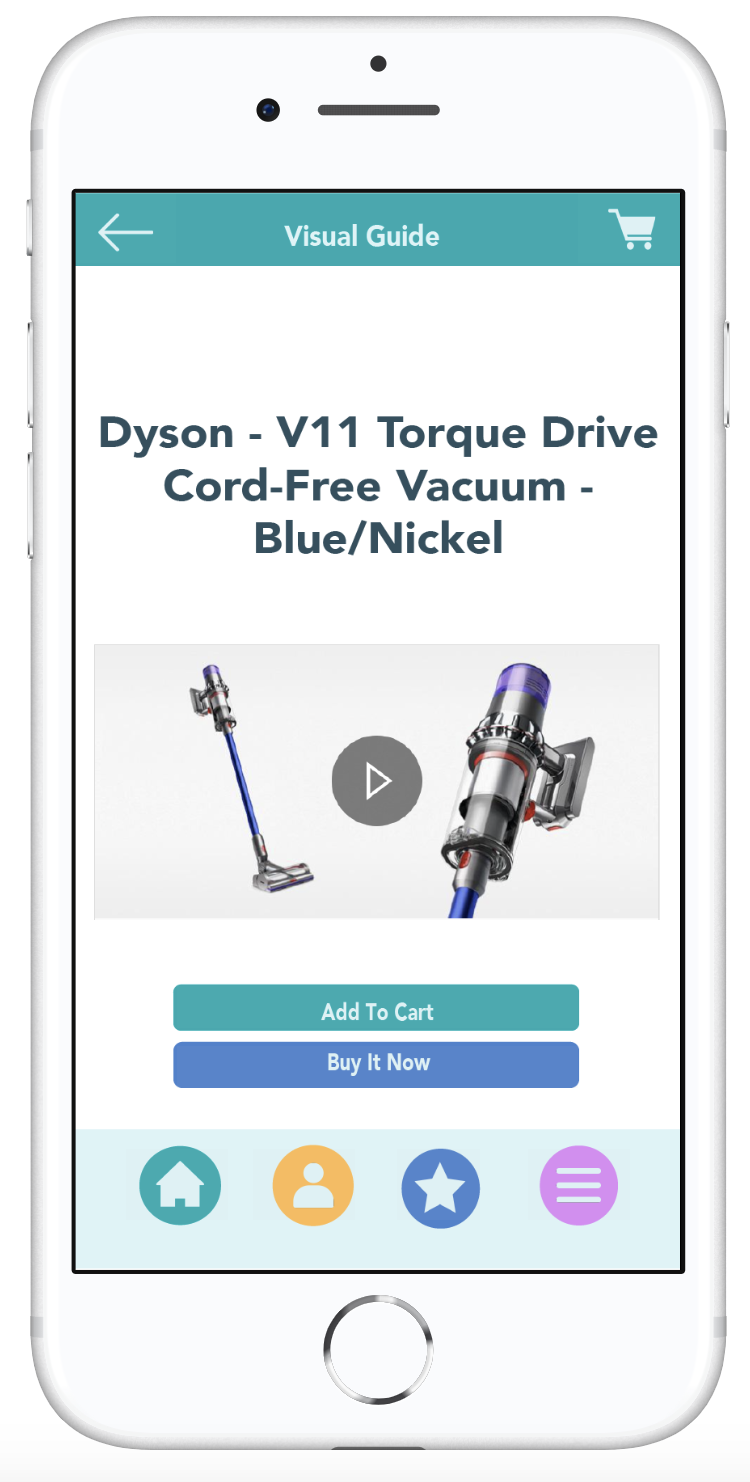 Visual Guide
Dyson - V11 Torque Drive
Cord-Free Vacuum -
Blue/Nickel
Add To Cart
Buy It Now